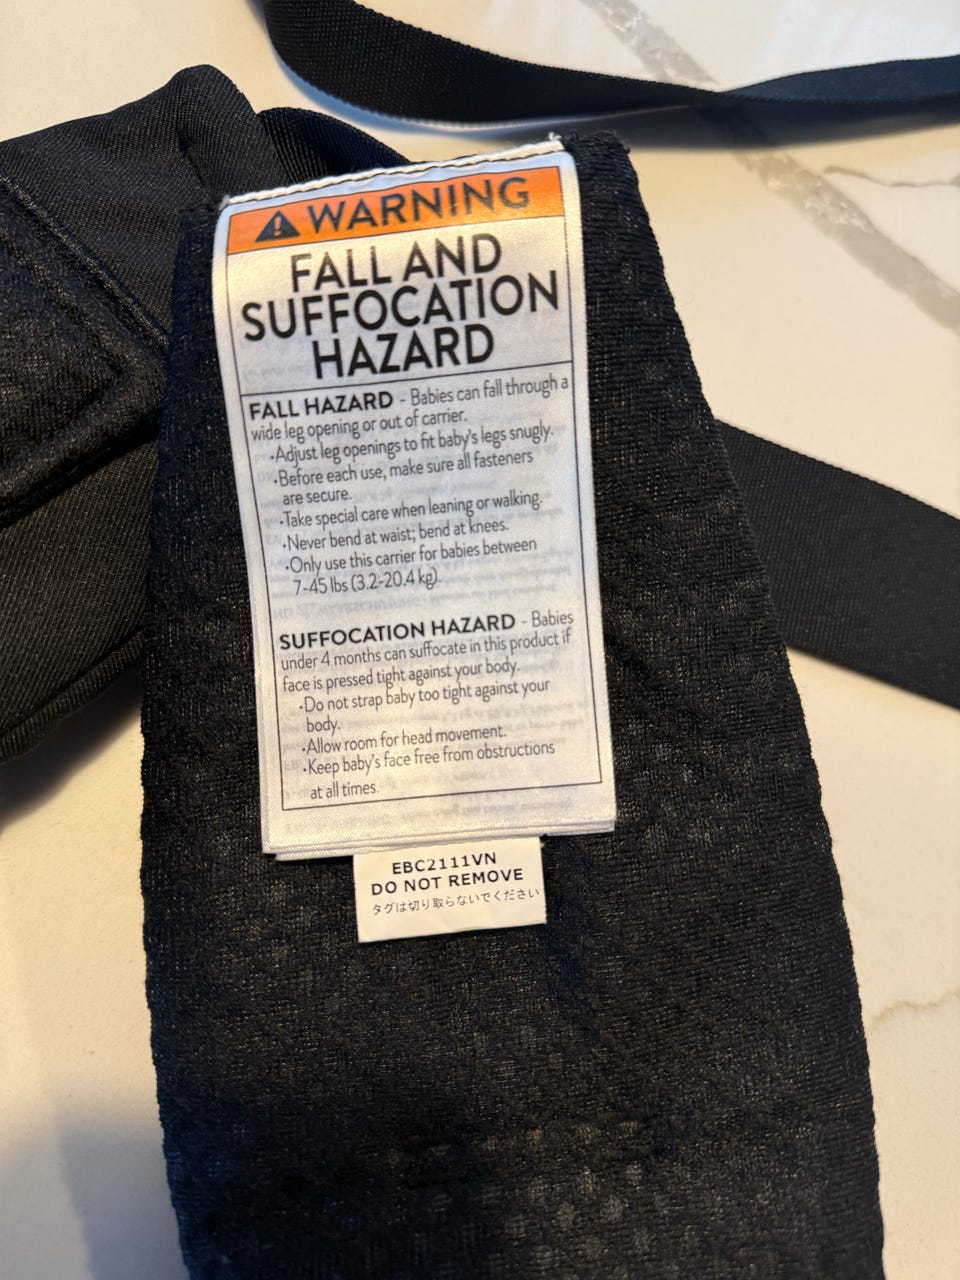 WARNING
FALL AND
SUFFOCATION
HAZARD
FALL HAZARD - Babies can fall through a
wide leg opening or out of carrier.
•Adjust leg openings to fit baby's legs snugly.
•Before each use, make sure all fasteners
are secure.
•Take special care when leaning or walking.
•Never bend at waist; bend at knees.
•Only use this carrier for babies between
7-45 lbs (3.2-20.4 kg).
SUFFOCATION HAZARD - Babies
under 4 months can suffocate in this product if
face is pressed tight against your body.
•Do not strap baby too tight against your
body.
•Allow room for head movement.
•Keep baby's face free from obstructions
at all times.
EBC2111VN
DO NOT REMOVE
タグは切り取らないでください